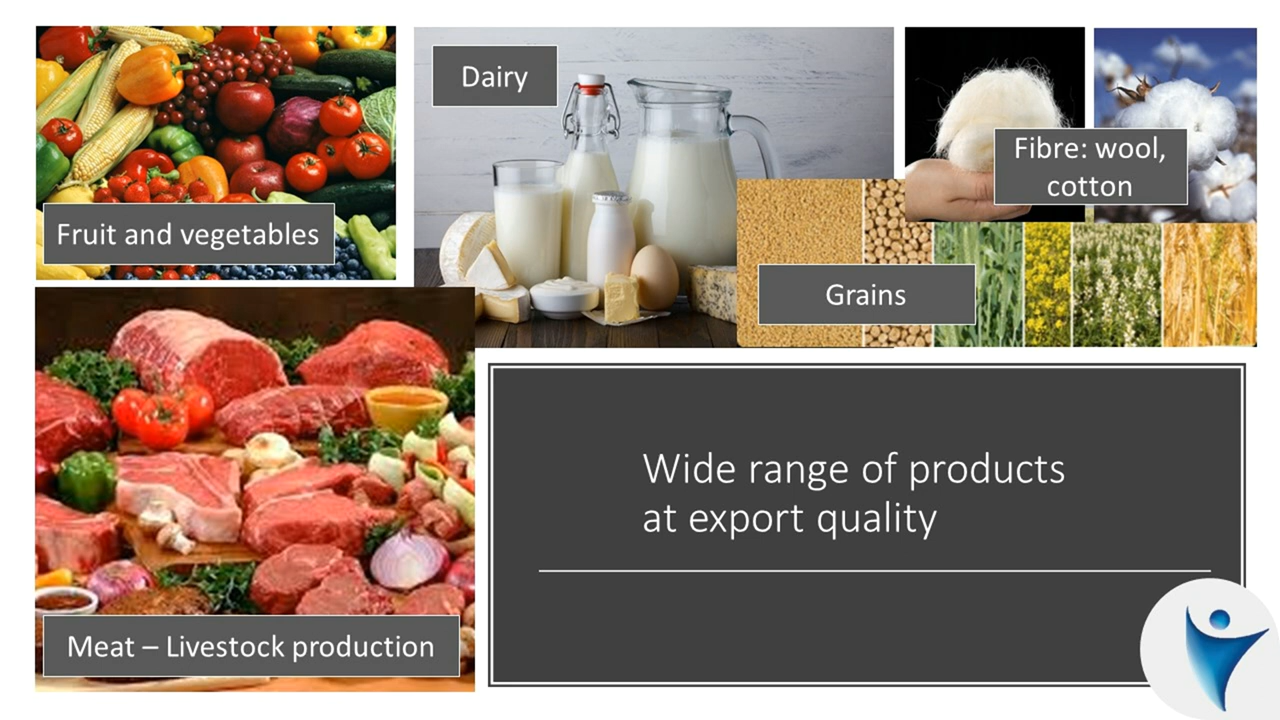 Dairy
Fibre: wool,
cotton
Fruit and vegetables
Grains
Wide range of products
at export quality
Meat – Livestock production